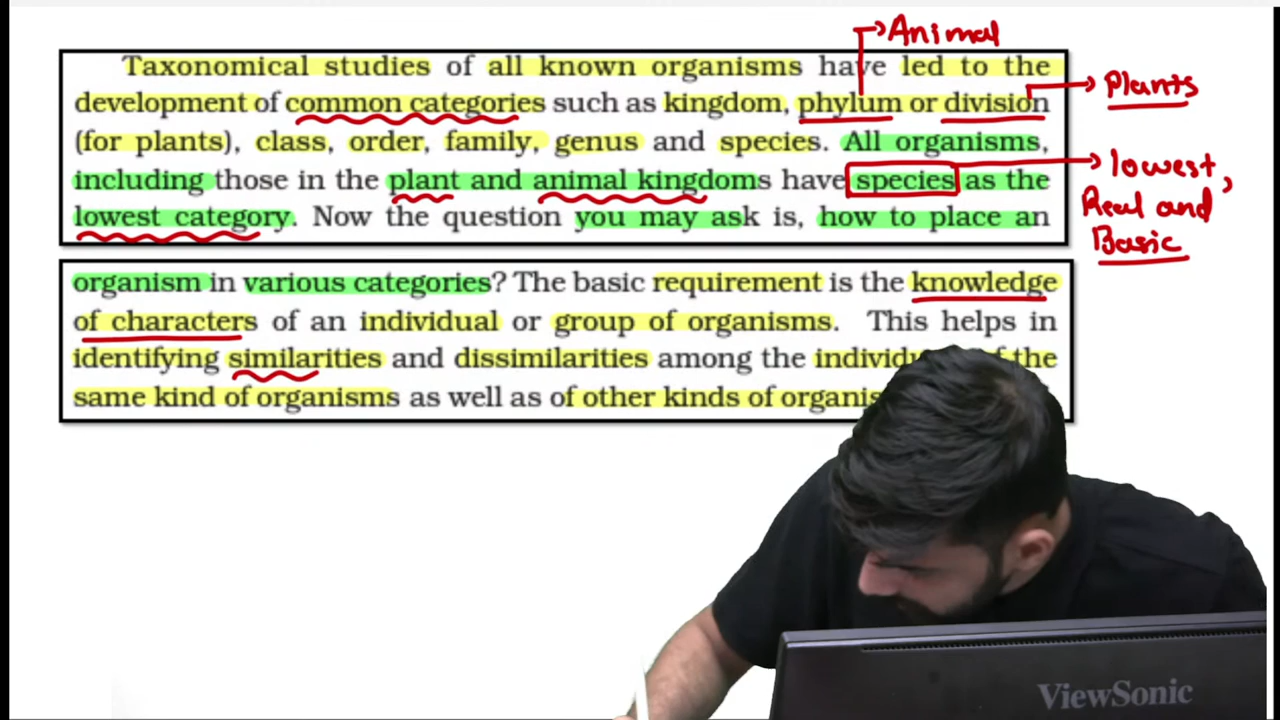 Animal
Taxonomical studies of all known organisms have led to the
development of common categories such as kingdom, phylum or division
Plants
(for plants), class, order, family, genus and species. All organisms,
including those in the plant and animal kingdoms have species as the
lowest category. Now the question you may ask is, how to place an
lowest,
Real and
Basic
organism in various categories? The basic requirement is the knowledge
of characters of an individual or group of organisms. This helps in
identifying similarities and dissimilarities among the of the
same kind of organisms as well as of other kinds of
ViewSonic